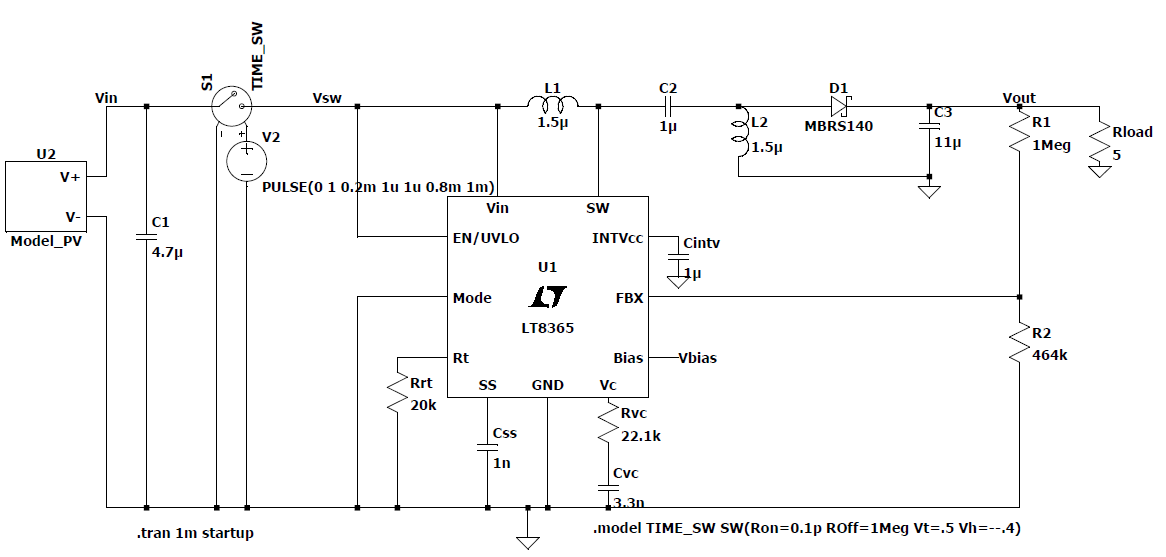 TIME_SW
S1
Vin
Vsw
L1
1.5µ
C2
1µ
D1
MBRS140
Vout
C3
11µ
R1
1Meg
Rload
5
L2
1.5µ
V2
PULSE(0 1 0.2m 1u 1u 0.8m 1m)
U2
V+
V-
Model_PV
C1
4.7µ
Vin
SW
EN/UVLO
INTVcc
Cintv
1µ
U1
Mode
FBX
LT8365
R2
464k
Rt
Bias
Vbias
SS
GND
Vc
Rrt
20k
Rvc
22.1k
Css
1n
Cvc
3.3n
.tran 1m startup
.model TIME_SW SW(Ron=0.1p ROff=1Meg Vt=.5 Vh=--.4)